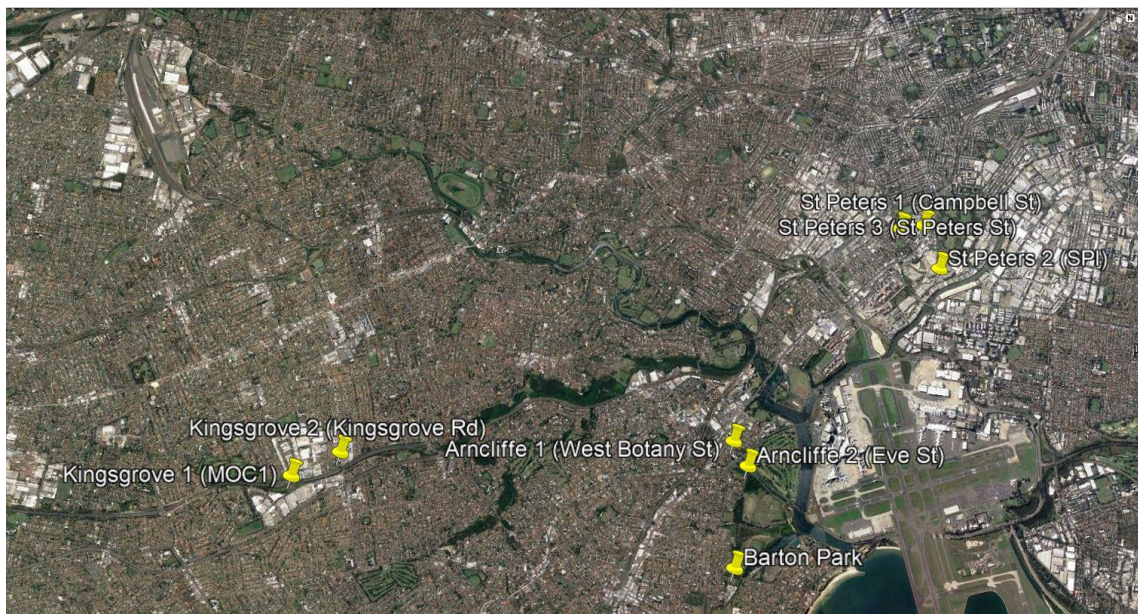 St Peters 1 (Campbell St)
St Peters 3 (St Peters St)
St Peters 2 (SPI)
Kingsgrove 2 (Kingsgrove Rd)
Arncliffe 1 (West Botany St)
Arncliffe 2 (Eve St)
Kingsgrove 1 (MOC1)
Barton Park